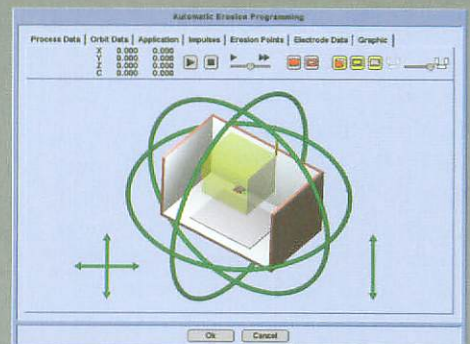 Automatic Erosion Programming
Process Data | Orbit Data | Application | Impulses | Erosion Points | Electrode Data | Graphic |
X 0.000 0.000
Y 0.000 0.000
Z 0.000 0.000
C 0.000 0.000
Ok Cancel